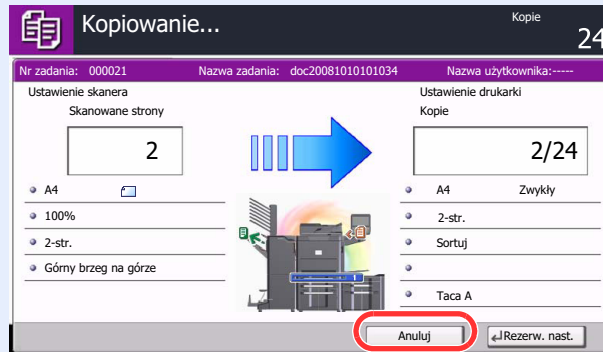 Kopiowanie...
Kopie
24
Nr zadania: 000021 Nazwa zadania: doc20081010101034 Nazwa użytkownika:-----
Ustawienie skanera
Skanowane strony
2
A4
100%
2-str.
Górny brzeg na górze
Ustawienie drukarki
Kopie
2/24
A4 Zwykły
2-str.
Sortuj
Taca A
Anuluj
Rezerw. nast.